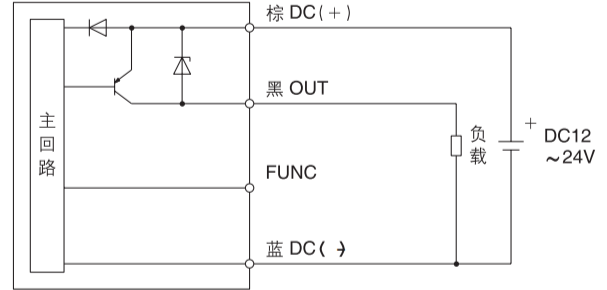 棕 DC(+)
黑 OUT
主回路
负载
+
DC12
~24V
FUNC
蓝 DC(-)